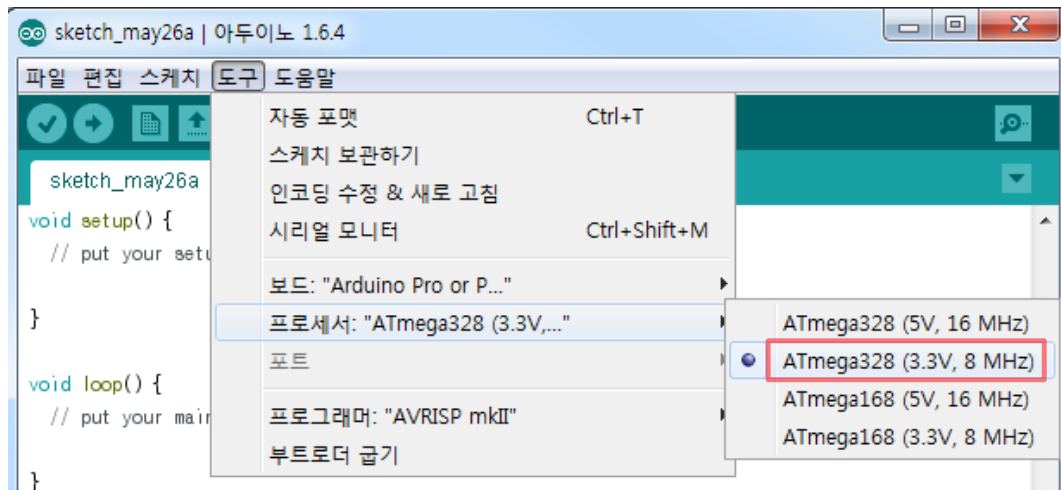 sketch_may26a | 아두이노 1.6.4
파일 편집 스케치 도구 도움말
자동 포맷 Ctrl+T
스케치 보관하기
sketch_may26a
인코딩 수정 & 새로 고침
void setup() {
시리얼 모니터 Ctrl+Shift+M
// put your setu
보드: "Arduino Pro or P..."
}
프로세서: "ATmega328 (3.3V,..."
ATmega328 (5V, 16 MHz)
포트
ATmega328 (3.3V, 8 MHz)
void loop() {
ATmega168 (5V, 16 MHz)
// put your main
프로그래머: "AVRISP mkII"
ATmega168 (3.3V, 8 MHz)
부트로더 굽기
}